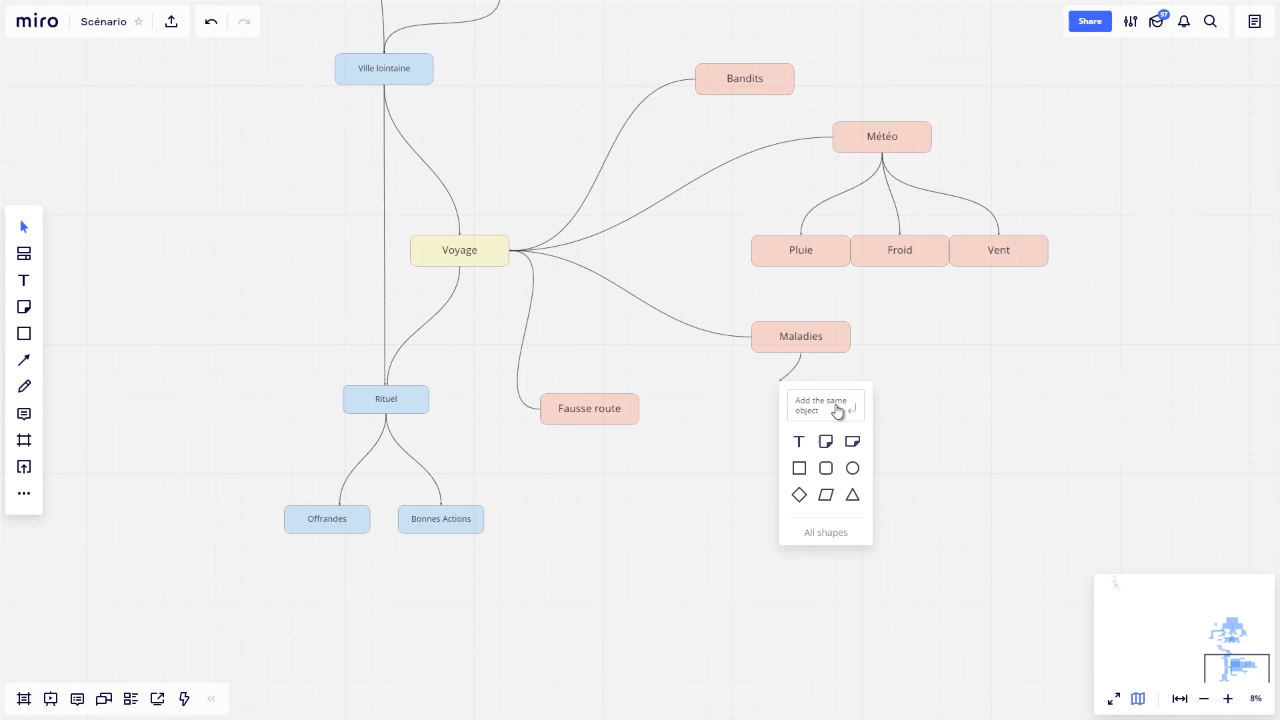 miro
Scénario
Share
97
Ville lointaine
Bandits
Météo
Voyage
Pluie
Froid
Vent
Maladies
Rituel
Fausse route
Add the same
object
Offrandes
Bonnes Actions
All shapes
8%